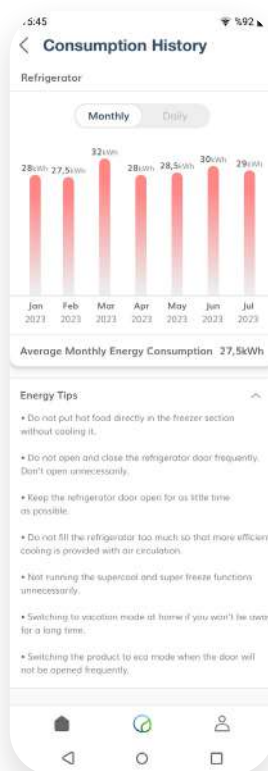 .5:45 %92
Consumption History
Refrigerator
Monthly Daily
28kWh 27,5kWh 32kWh 28kWh 28,5kWh 30kWh 29kWh
Jan Feb Mar Apr May Jun Jul
2023 2023 2023 2023 2023 2023 2023
Average Monthly Energy Consumption 27,5kWh
Energy Tips
• Do not put hot food directly in the freezer section
without cooling it.
• Do not open and close the refrigerator door frequently.
Don't open unnecessarily.
• Keep the refrigerator door open for as little time
as possible.
• Do not fill the refrigerator too much so that more efficien
cooling is provided with air circulation.
• Not running the supercool and super freeze functions
unnecessarily.
• Switching to vacation mode at home if you won't be away
for a long time.
• Switching the product to eco mode when the door will
not be opened frequently.